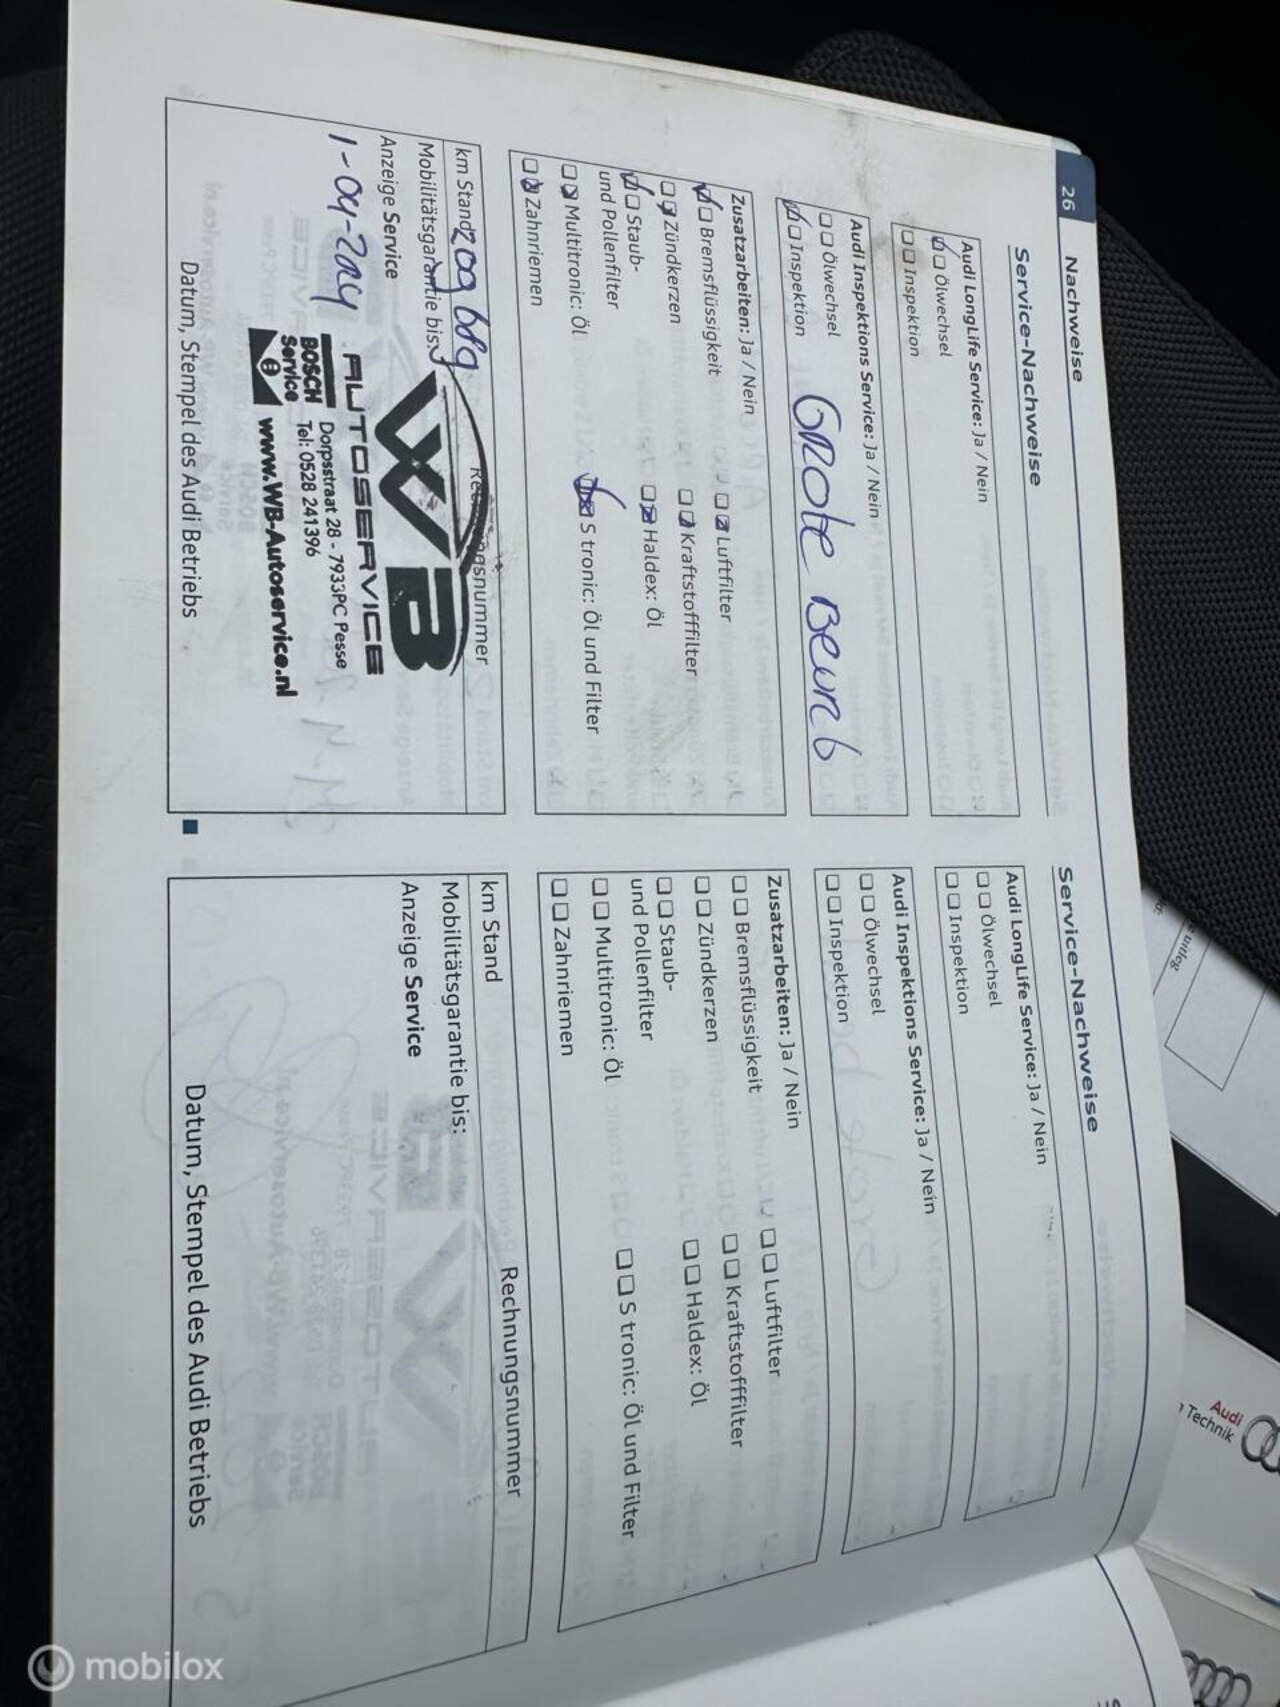 26
Nachweise
Service-Nachweise
Audi LongLife Service: Ja / Nein
Ölwechsel
Inspektion
Audi Inspektions Service: Ja / Nein
Ölwechsel
Inspektion
GROTE BEURT
Zusatzarbeiten: Ja / Nein
Bremsflüssigkeit
Luftfilter
Zündkerzen
Kraftstofffilter
Staub-
und Pollenfilter
Haldex: Öl
Multitronic: Öl
S tronic: Öl und Filter
Zahnriemen
km Stand
Rechnungsnummer
Mobilitätsgarantie bis:
Anzeige Service
WB
AUTOSERVICE
BOSCH
Service
Dorpsstraat 28 - 7933PC Pesse
Tel: 0528 241396
www.WB-Autoservice.nl
Datum, Stempel des Audi Betriebs
Service-Nachweise
Audi LongLife Service: Ja / Nein
Ölwechsel
Inspektion
Audi Inspektions Service: Ja / Nein
Ölwechsel
Inspektion
Zusatzarbeiten: Ja / Nein
Bremsflüssigkeit
Luftfilter
Zündkerzen
Kraftstofffilter
Staub-
und Pollenfilter
Haldex: Öl
Multitronic: Öl
S tronic: Öl und Filter
Zahnriemen
km Stand
Rechnungsnummer
Mobilitätsgarantie bis:
Anzeige Service
Datum, Stempel des Audi Betriebs
Audi
Technik
mobilox